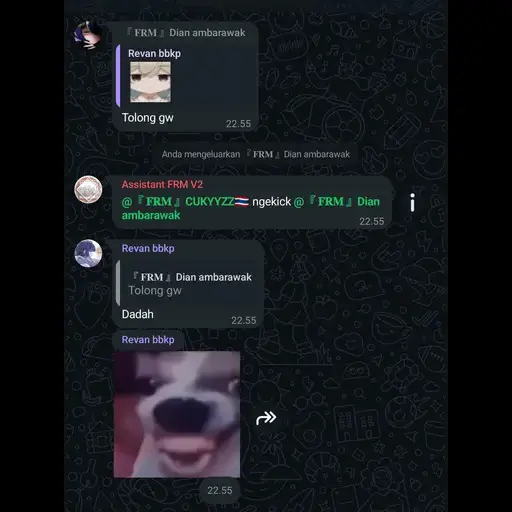 『 𝐅𝐑𝐌 』Dian ambarawak
Revan bbkp
Tolong gw
22.55
Anda mengeluarkan 『 𝐅𝐑𝐌 』Dian ambarawak
Assistant FRM V2
@『 𝐅𝐑𝐌 』CUKYYZZ🇹🇭 ngekick @『 𝐅𝐑𝐌 』Dian
ambarawak
22.55
Revan bbkp
『 𝐅𝐑𝐌 』Dian ambarawak
Tolong gw
Dadah
22.55
Revan bbkp
22.55